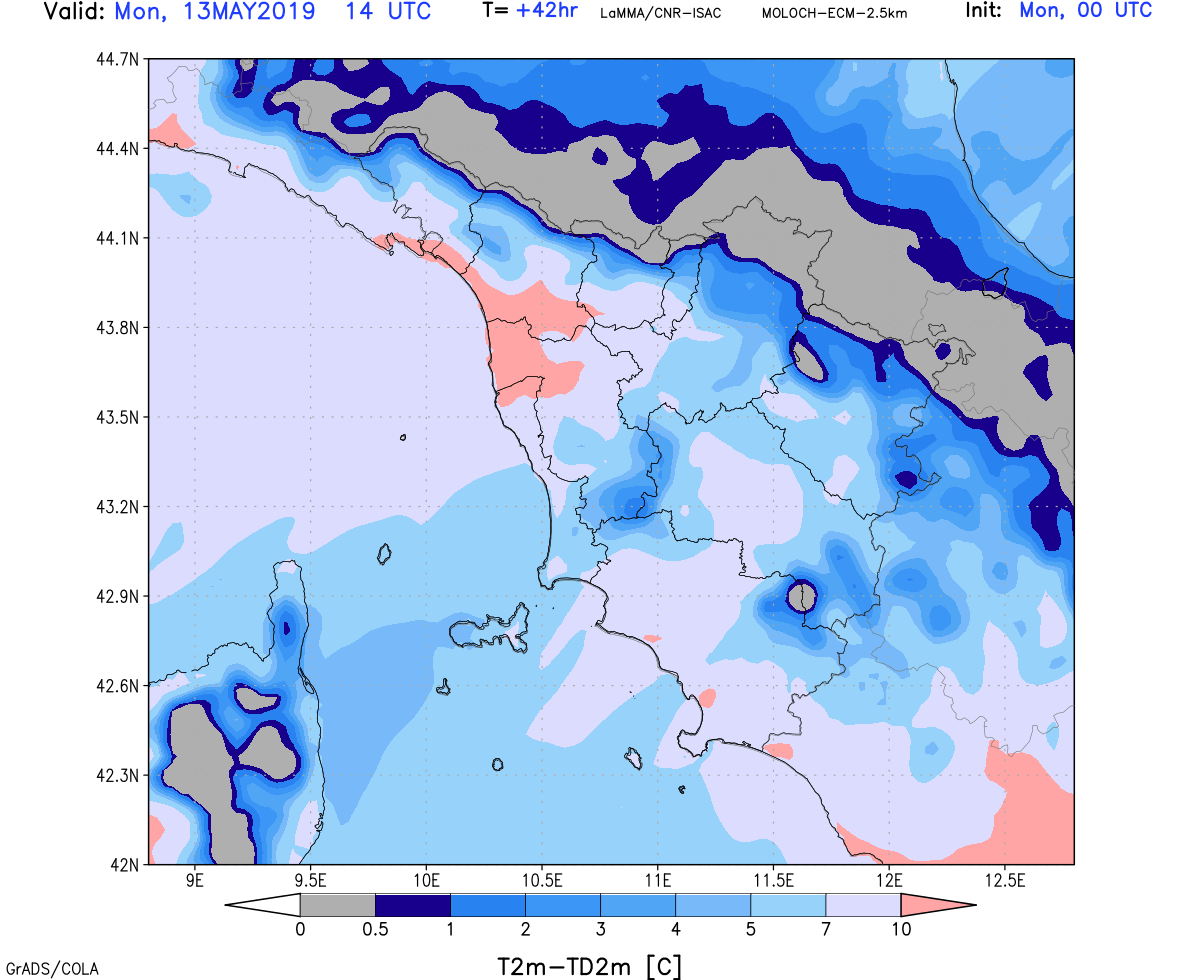 Valid: Mon, 13MAY2019 14 UTC T= +42hr LaMMA/CNR-ISAC MOLOCH-ECM-2.5km Init: Mon, 00 UTC
44.7N
44.4N
44.1N
43.8N
43.5N
43.2N
42.9N
42.6N
42.3N
42N
9E 9.5E 10E 10.5E 11E 11.5E 12E 12.5E
0 0.5 1 2 3 4 5 7 10
T2m-TD2m [C]
GrADS/COLA